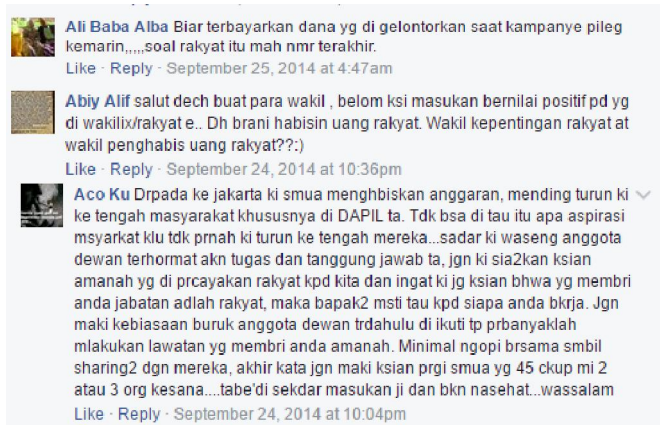 Ali Baba Alba Biar terbayarkan dana yg di gelontorkan saat kampanye pileg
kemarin,,,,,soal rakyat itu mah nmr terakhir.
Like · Reply · September 25, 2014 at 4:47am
Abiy Alif salut dech buat para wakil , belom ksi masukan bernilai positif pd yg
di wakilix/rakyat e.. Dh brani habisin uang rakyat. Wakil kepentingan rakyat at
wakil penghabis uang rakyat??:)
Like · Reply · September 24, 2014 at 10:36pm
Aco Ku Drpada ke jakarta ki smua menghbiskan anggaran, mending turun ki
ke tengah masyarakat khususnya di DAPIL ta. Tdk bsa di tau itu apa aspirasi
msyarkat klu tdk prnah ki turun ke tengah mereka...sadar ki waseng anggota
dewan terhormat akn tugas dan tanggung jawab ta, jgn ki sia2kan ksian
amanah yg di prcayakan rakyat kpd kita dan ingat ki jg ksian bhwa yg membri
anda jabatan adlah rakyat, maka bapak2 msti tau kpd siapa anda bkrja. Jgn
maki kebiasaan buruk anggota dewan trdahulu di ikuti tp prbanyaklah
mlakukan lawatan yg membri anda amanah. Minimal ngopi brsama smbil
sharing2 dgn mereka, akhir kata jgn maki ksian prgi smua yg 45 ckup mi 2
atau 3 org kesana....tabe'di sekdar masukan ji dan bkn nasehat...wassalam
Like · Reply · September 24, 2014 at 10:04pm